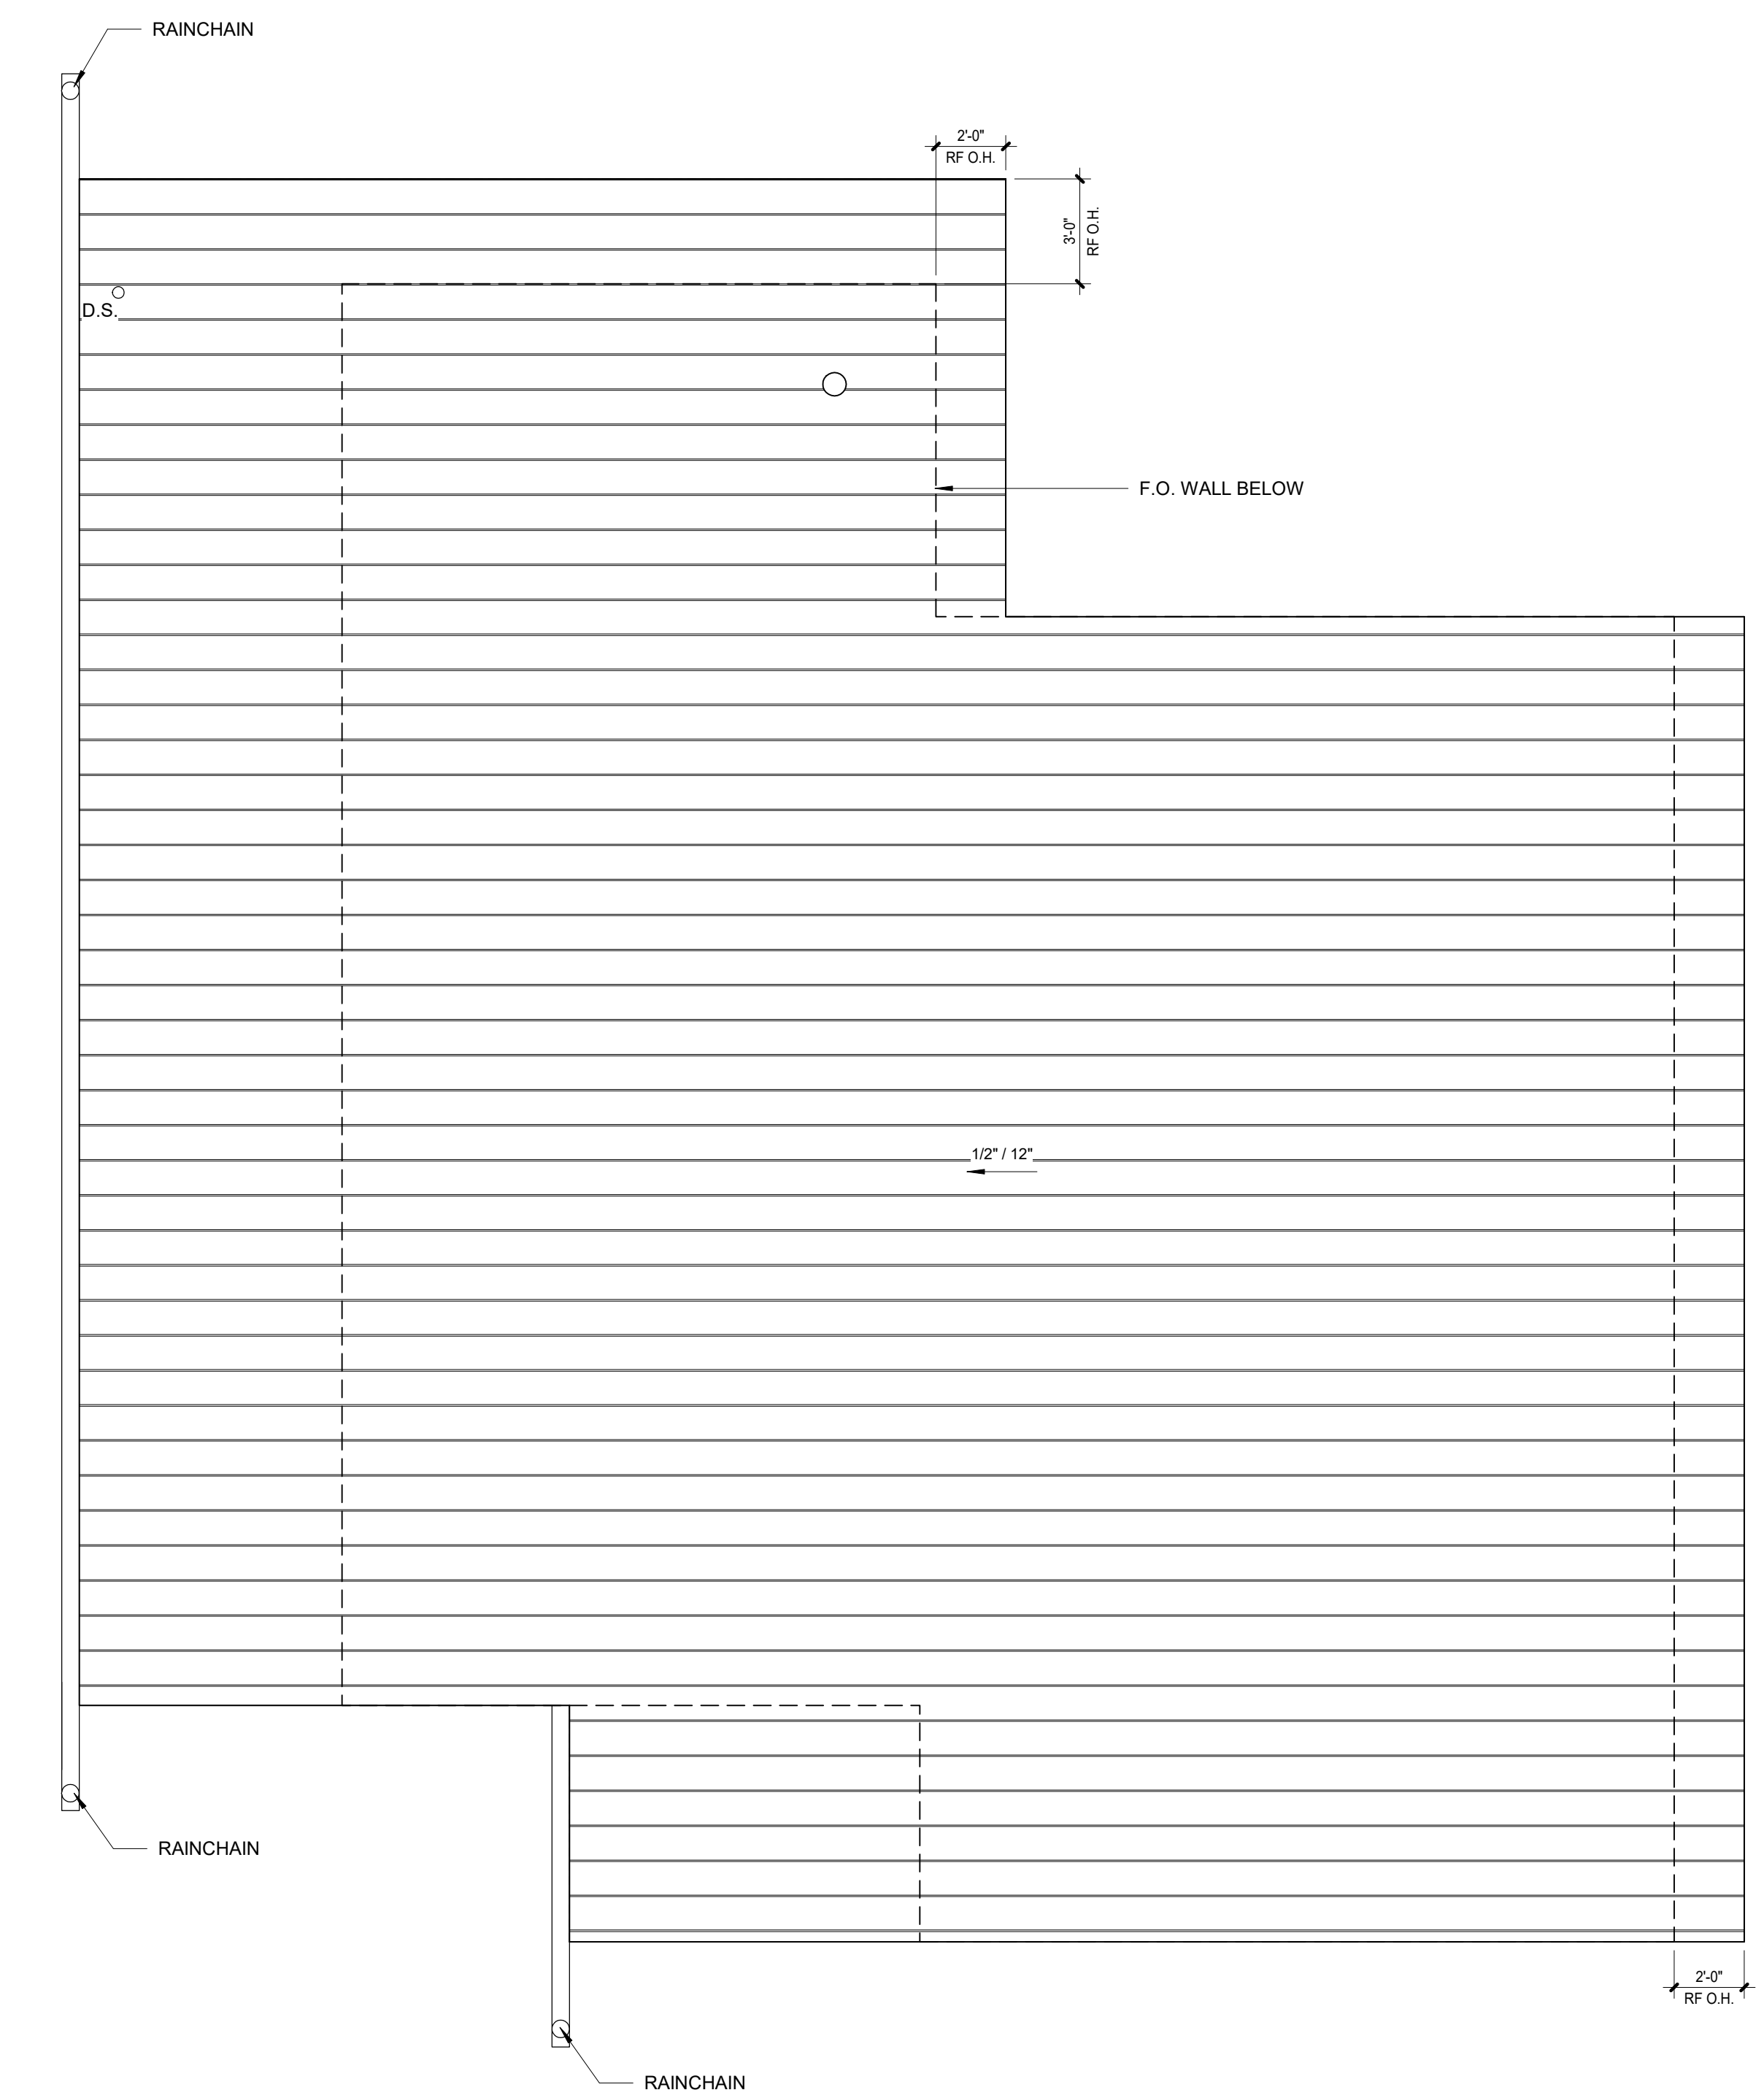 RAINCHAIN
2'-0"
RF O.H.
3'-0"
RF O.H.
D.S.
F.O. WALL BELOW
1/2" / 12"
RAINCHAIN
2'-0"
RF O.H.
RAINCHAIN